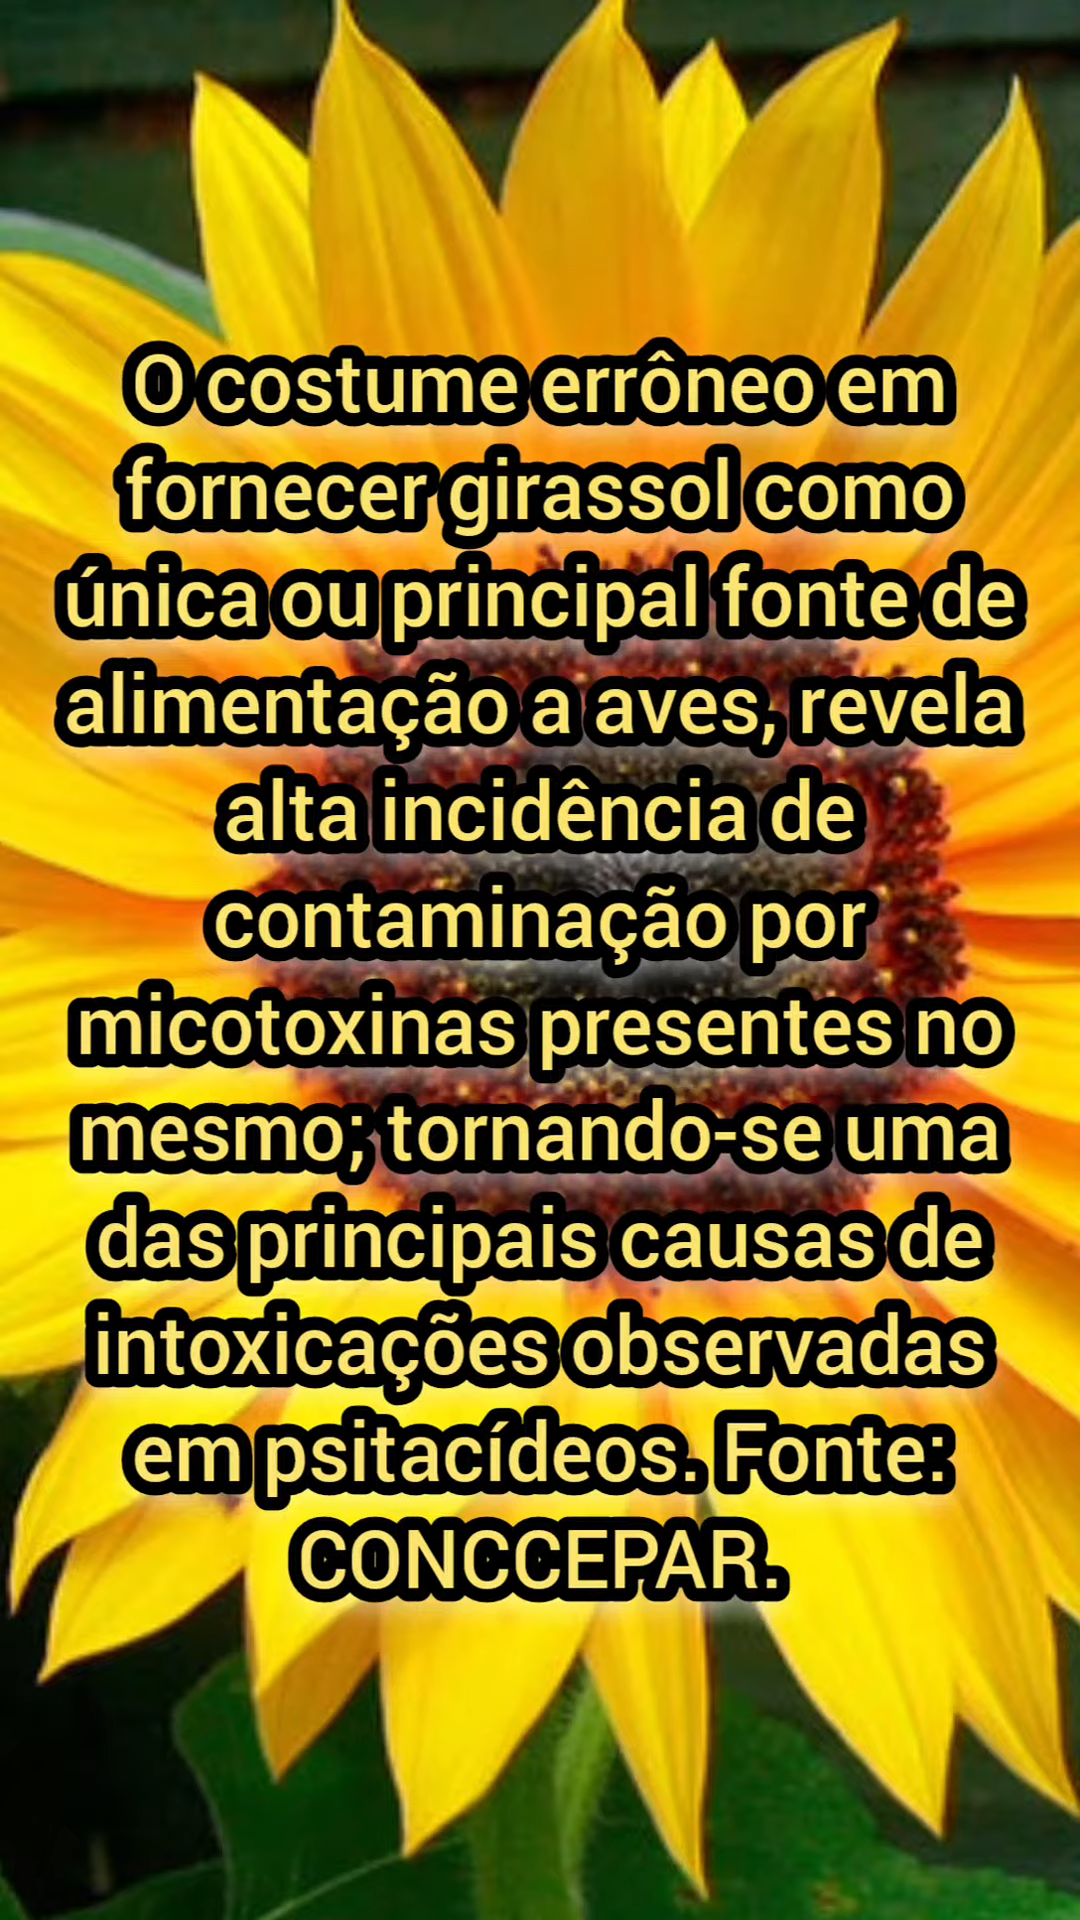 O costume errôneo em
fornecer girassol como
única ou principal fonte de
alimentação a aves, revela
alta incidência de
contaminação por
micotoxinas presentes no
mesmo; tornando-se uma
das principais causas de
intoxicações observadas
em psitacídeos. Fonte:
CONCCEPAR.